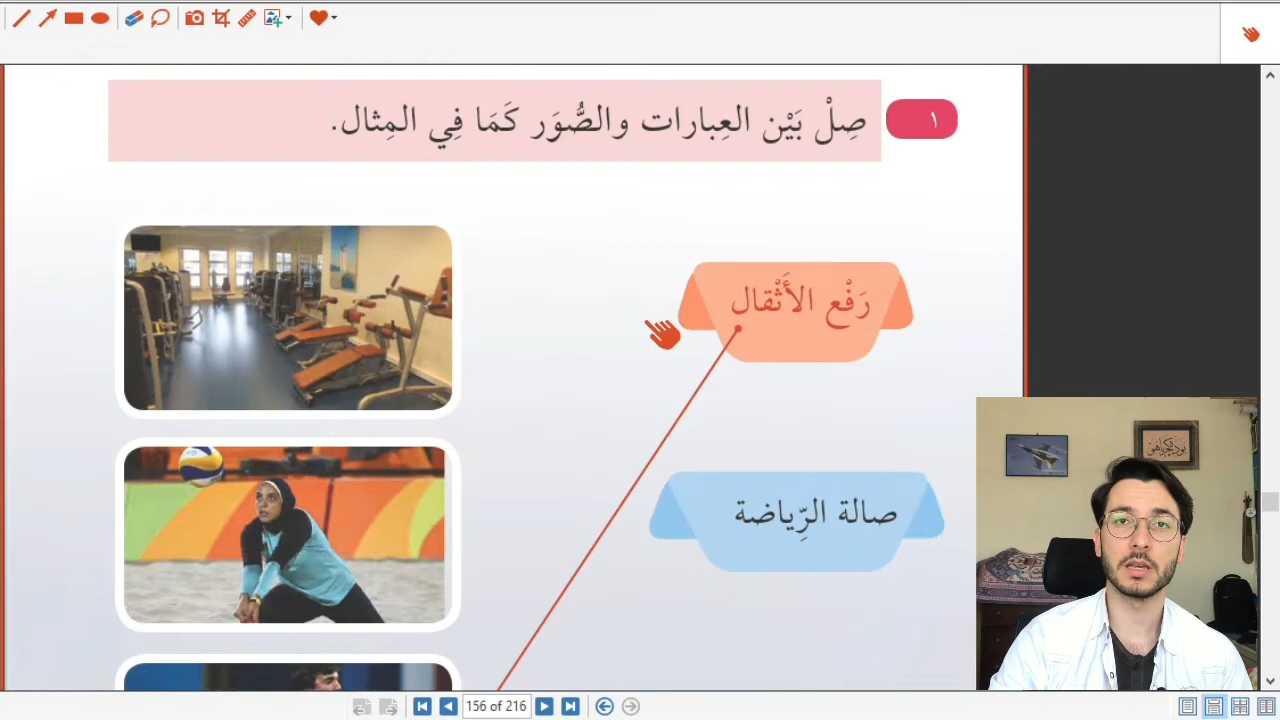 ١
صِلْ بَيْن العِبارات والصُّوَر كَمَا فِي المِثال.
رَفْع الأَثْقال
صالة الرِّياضة
156 of 216